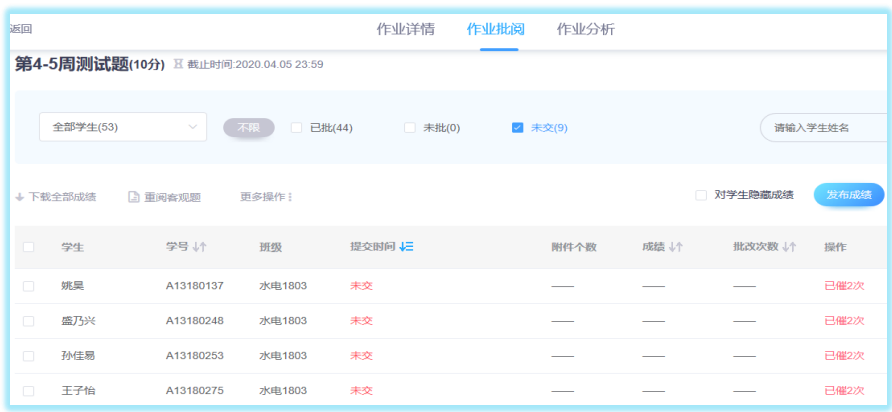 返回 作业详情 作业批阅 作业分析
第4-5周测试题(10分) 截止时间:2020.04.05 23:59
全部学生(53) 不限 已批(44) 未批(0) 未交(9) 请输入学生姓名
下载全部成绩 重阅客观题 更多操作 对学生隐藏成绩 发布成绩
学生 学号 班级 提交时间 附件个数 成绩 批改次数 操作
姚昊 A13180137 水电1803 未交 —— —— —— 已催2次
盛乃兴 A13180248 水电1803 未交 —— —— —— 已催2次
孙佳易 A13180253 水电1803 未交 —— —— —— 已催2次
王子怡 A13180275 水电1803 未交 —— —— —— 已催2次